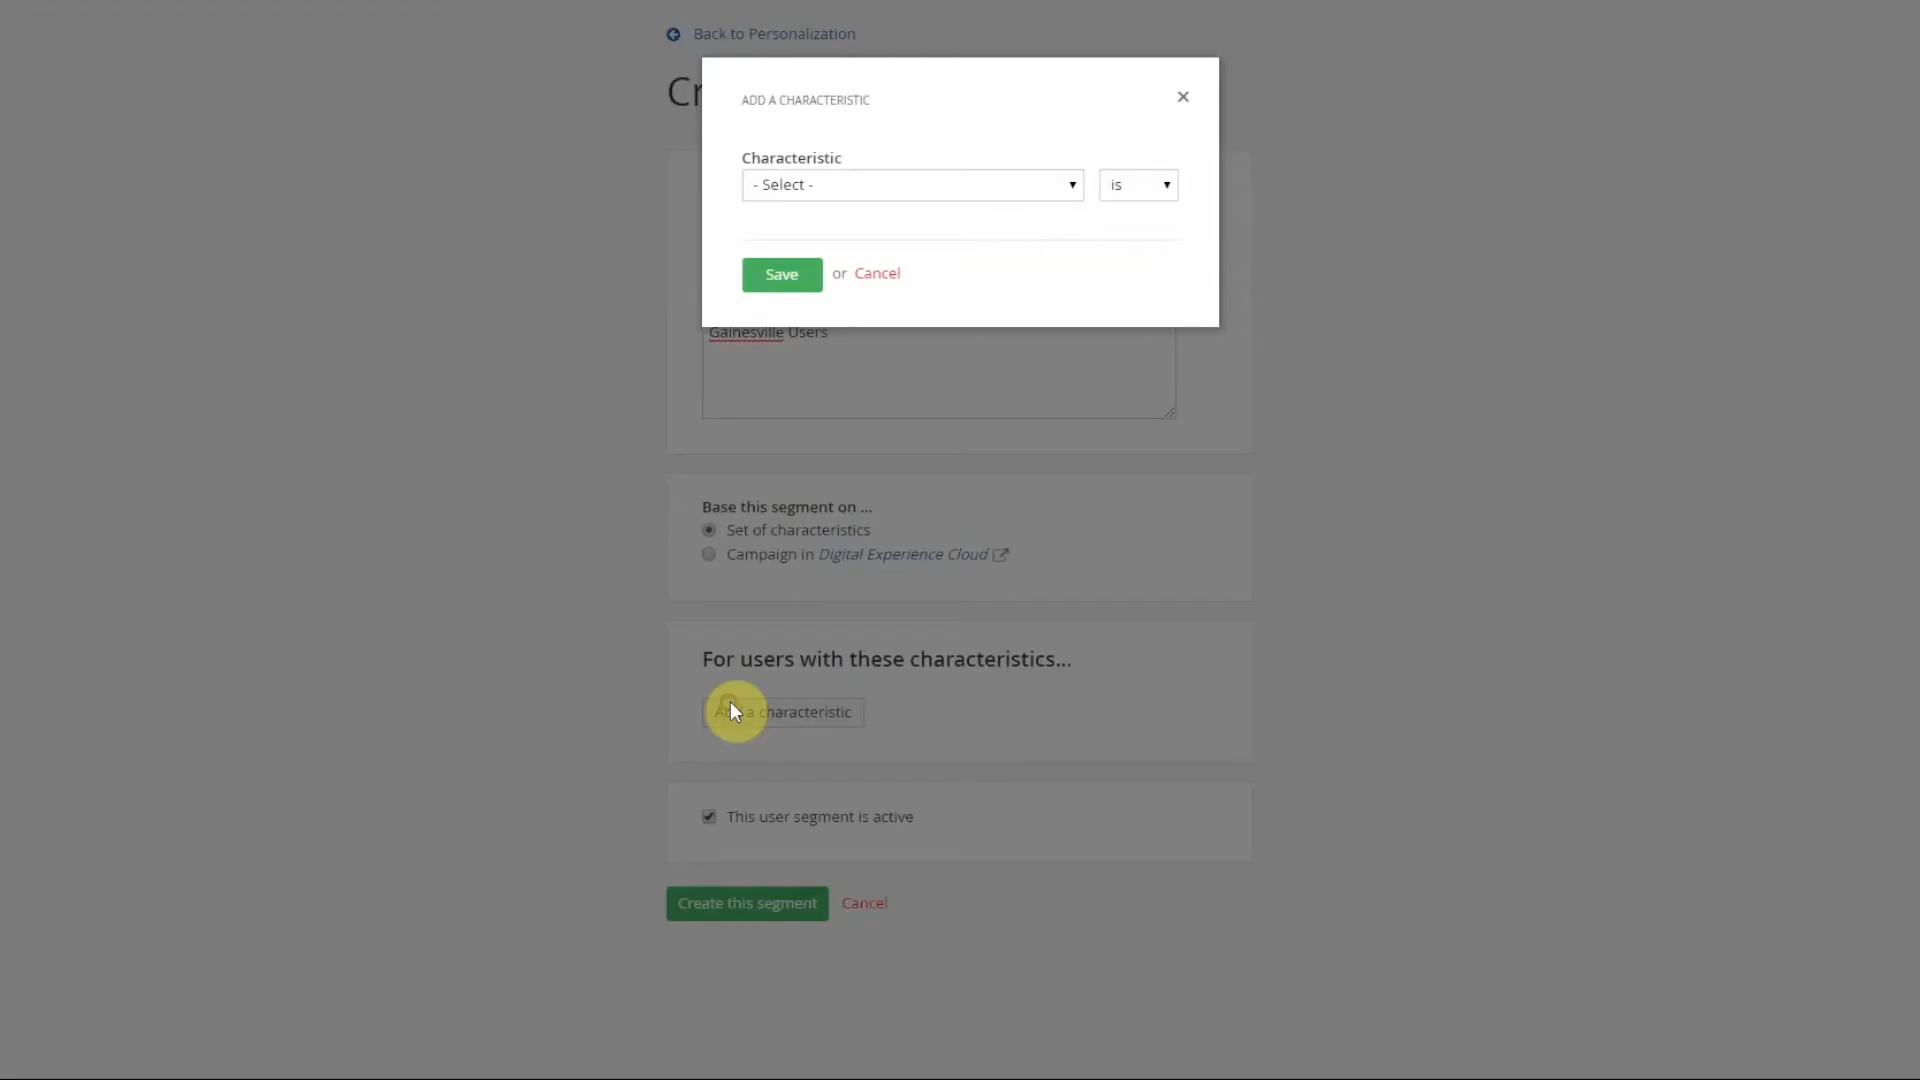 Back to Personalization
Cr
ADD A CHARACTERISTIC
Characteristic
- Select -
is
Save or Cancel
Gainesville Users
Base this segment on ...
Set of characteristics
Campaign in Digital Experience Cloud
For users with these characteristics...
Add a characteristic
This user segment is active
Create this segment Cancel